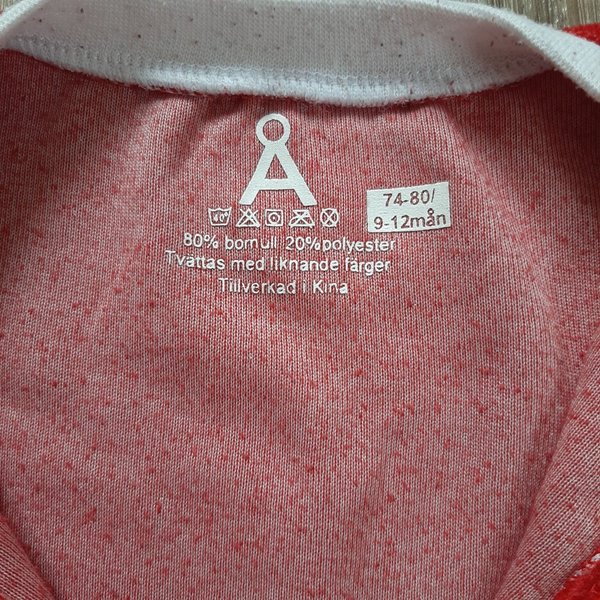 Å
74-80/
9-12mån
80% bomull 20%polyester
Tvättas med liknande färger
Tillverkad i Kina